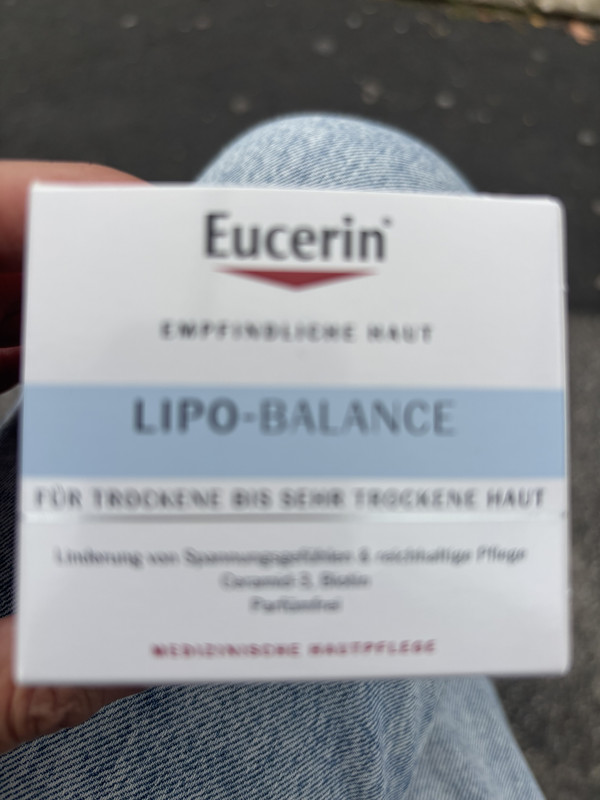 Eucerin
EMPFINDLICHE HAUT
LIPO-BALANCE
FÜR TROCKENE BIS SEHR TROCKENE HAUT
Linderung von Spannungsgefühlen & reichhaltige Pflege
Ceramid 3, Biotin
Parfümfrei
MEDIZINISCHE HAUTPFLEGE